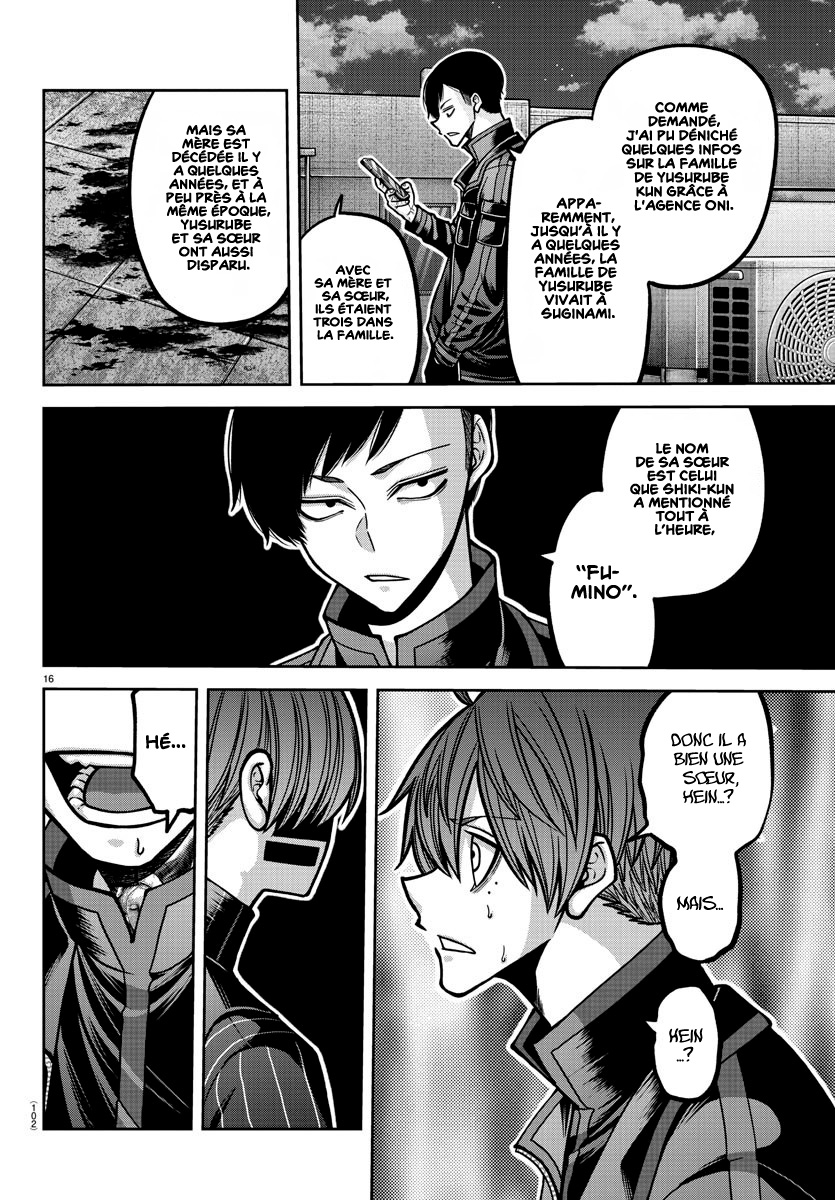 COMME
DEMANDÉ,
J'AI PU DÉNICHÉ
QUELQUES INFOS
SUR LA FAMILLE
DE YUSURUBE
KUN GRÂCE À
L'AGENCE ONI.
APPA-
REMMENT,
JUSQU'À IL Y
A QUELQUES
ANNÉES, LA
FAMILLE DE
YUSURUBE
VIVAIT À
SUGINAMI.
AVEC
SA MÈRE ET
SA SŒUR,
ILS ÉTAIENT
TROIS DANS
LA FAMILLE.
MAIS SA
MÈRE EST
DÉCÉDÉE IL Y
A QUELQUES
ANNÉES, ET À
PEU PRÈS À LA
MÊME ÉPOQUE,
YUSURUBE
ET SA SŒUR
ONT AUSSI
DISPARU.
LE NOM
DE SA SŒUR
EST CELUI
QUE SHIKI-KUN
A MENTIONNÉ
TOUT À
L'HEURE,
"FU-
MINO".
16
DONC IL A
BIEN UNE
SŒUR,
HEIN...?
MAIS...
HEIN
...?
HÉ...
(102)